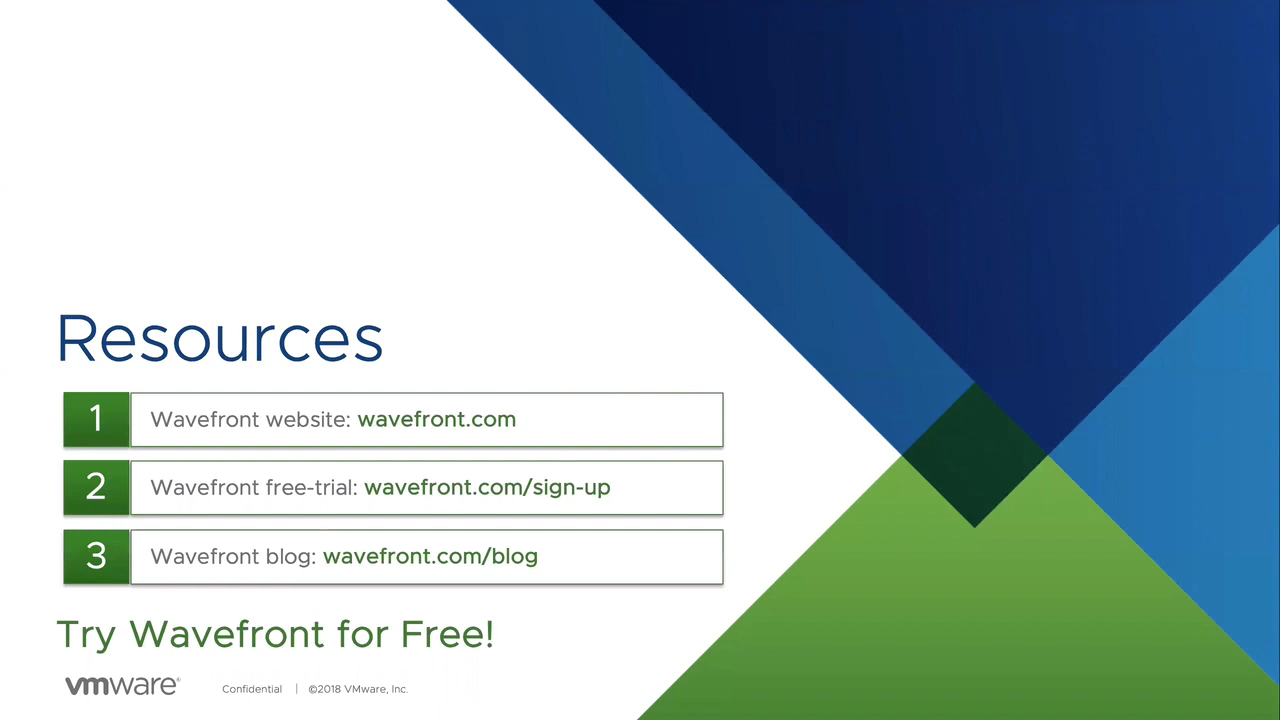 Resources
1 Wavefront website: wavefront.com
2 Wavefront free-trial: wavefront.com/sign-up
3 Wavefront blog: wavefront.com/blog
Try Wavefront for Free!
vmware® Confidential | ©2018 VMware, Inc.